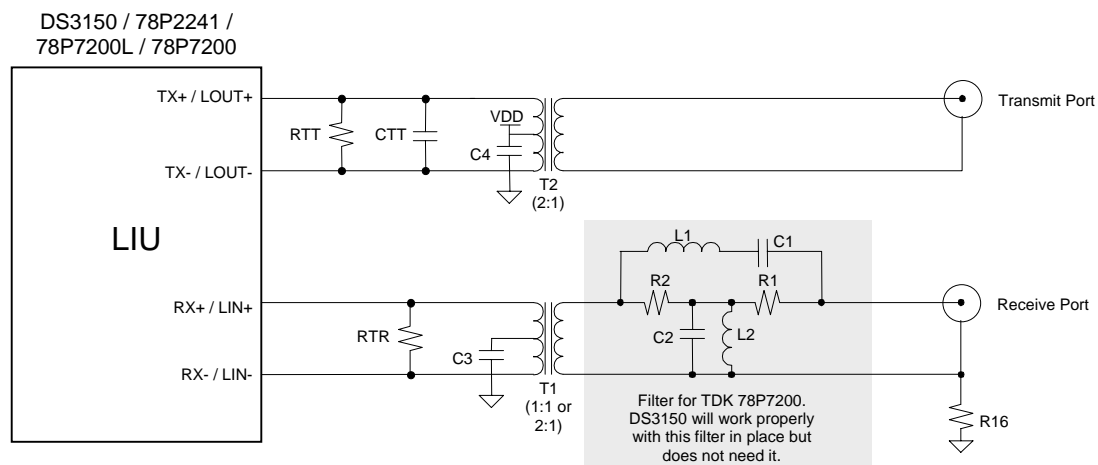 DS3150 / 78P2241 /
78P7200L / 78P7200
TX+ / LOUT+
RTT
CTT
VDD
C4
TX- / LOUT-
T2
(2:1)
Transmit Port
LIU
L1
C1
R2
R1
RX+ / LIN+
Receive Port
RTR
C3
C2
L2
RX- / LIN-
T1
(1:1 or
2:1)
Filter for TDK 78P7200.
DS3150 will work properly
with this filter in place but
does not need it.
R16